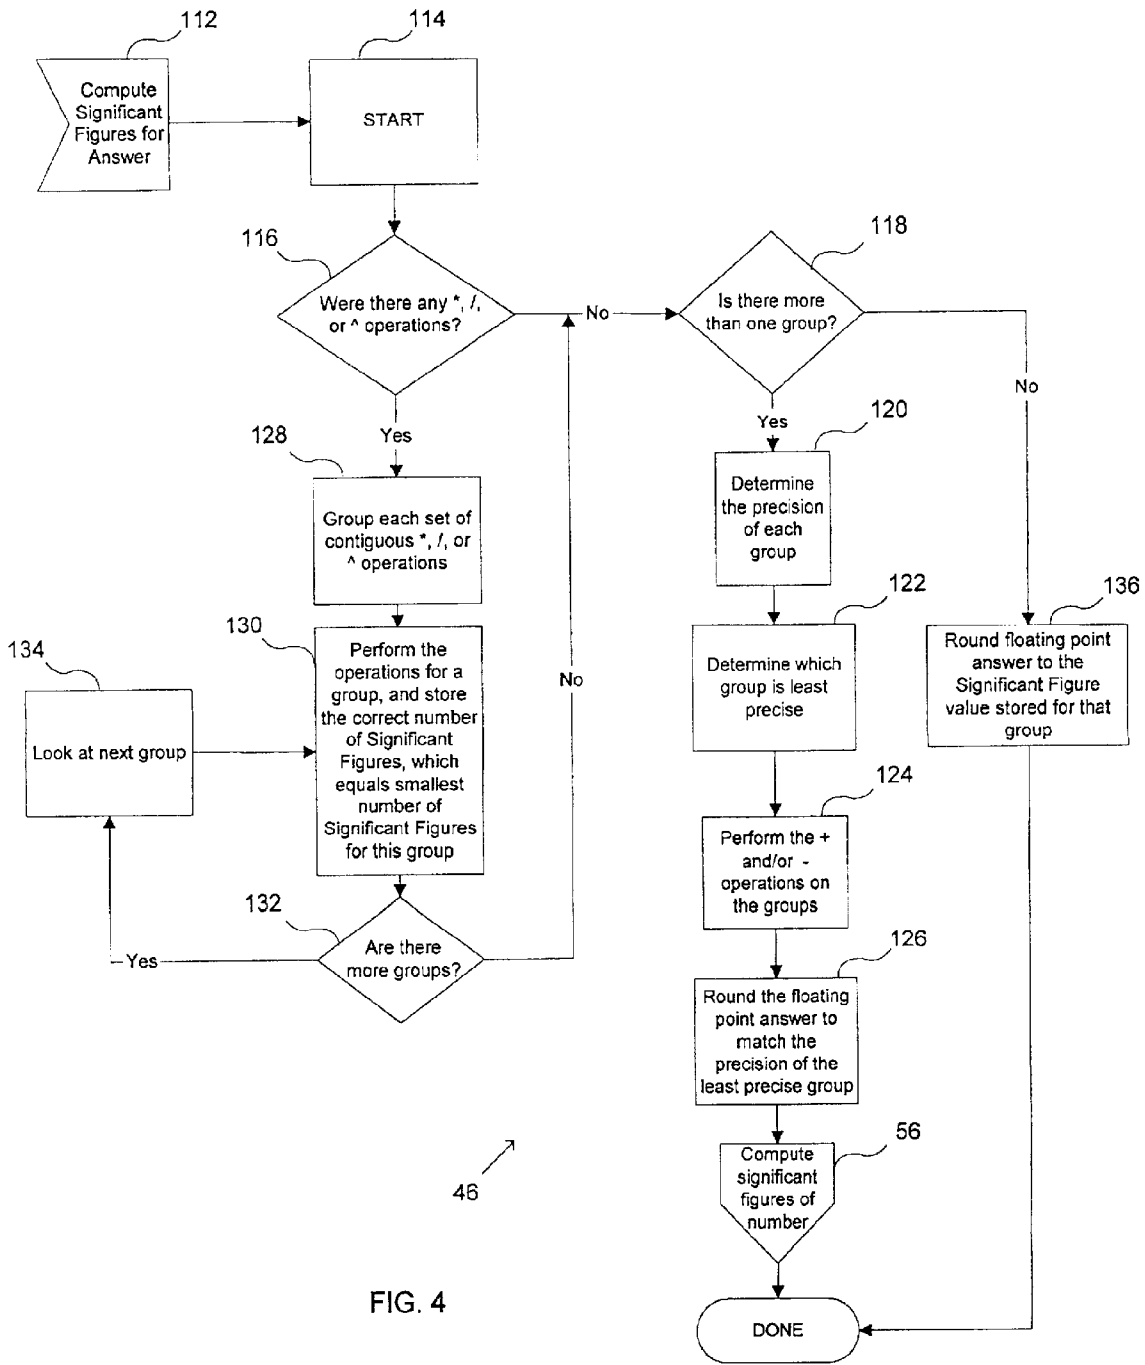 112
114
Compute
Significant
Figures for
Answer
START
116
118
Were there any *, /,
or ^ operations?
No
Is there more
than one group?
No
Yes
Yes
128
120
Group each set of
contiguous *, /, or
^ operations
Determine
the precision
of each
group
122
136
130
134
Perform the
operations for a
group, and store
the correct number
of Significant
Figures, which
equals smallest
number of
Significant Figures
for this group
No
Determine which
group is least
precise
Round floating point
answer to the
Significant Figure
value stored for that
group
Look at next group
124
Perform the +
and/or -
operations on
the groups
132
Are there
more groups?
Yes
126
Round the floating
point answer to
match the
precision of the
least precise group
56
Compute
significant
figures of
number
46
FIG. 4
DONE